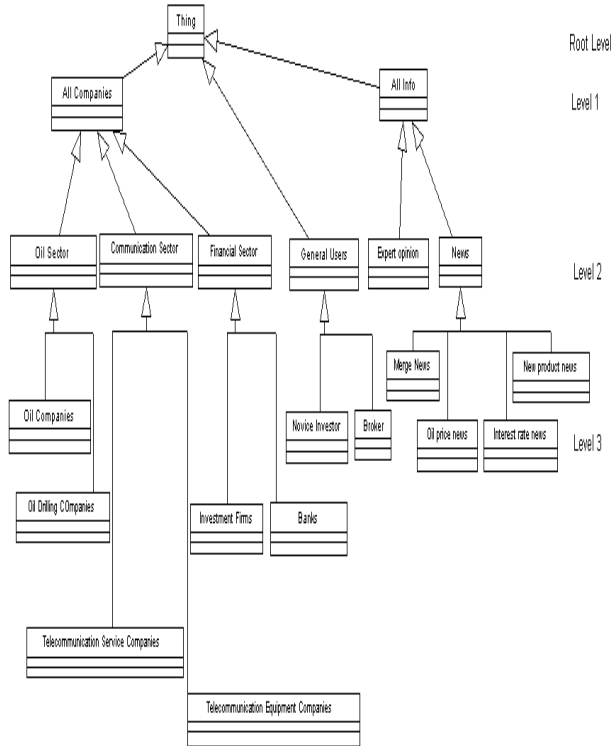 Thing
Root Level
All Companies
All Info
Level 1
Oil Sector
Communication Sector
Financial Sector
General Users
Expert opinion
News
Level 2
Merge News
New product news
Oil Companies
Novice Investor
Broker
Oil price news
Interest rate news
Level 3
Oil Drilling COmpanies
Investment Firms
Banks
Telecommunication Service Companies
Telecommunication Equipment Companies